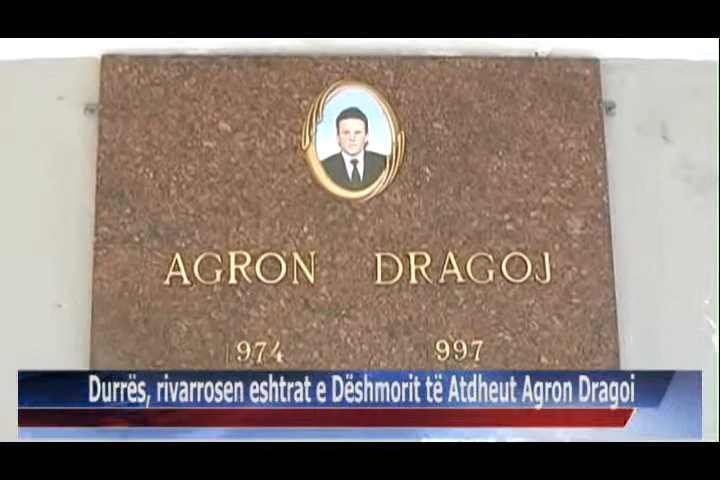 AGRON DRAGOJ
1974 997
Durrës, rivarrosen eshtrat e Dëshmorit të Atdheut Agron Dragoi